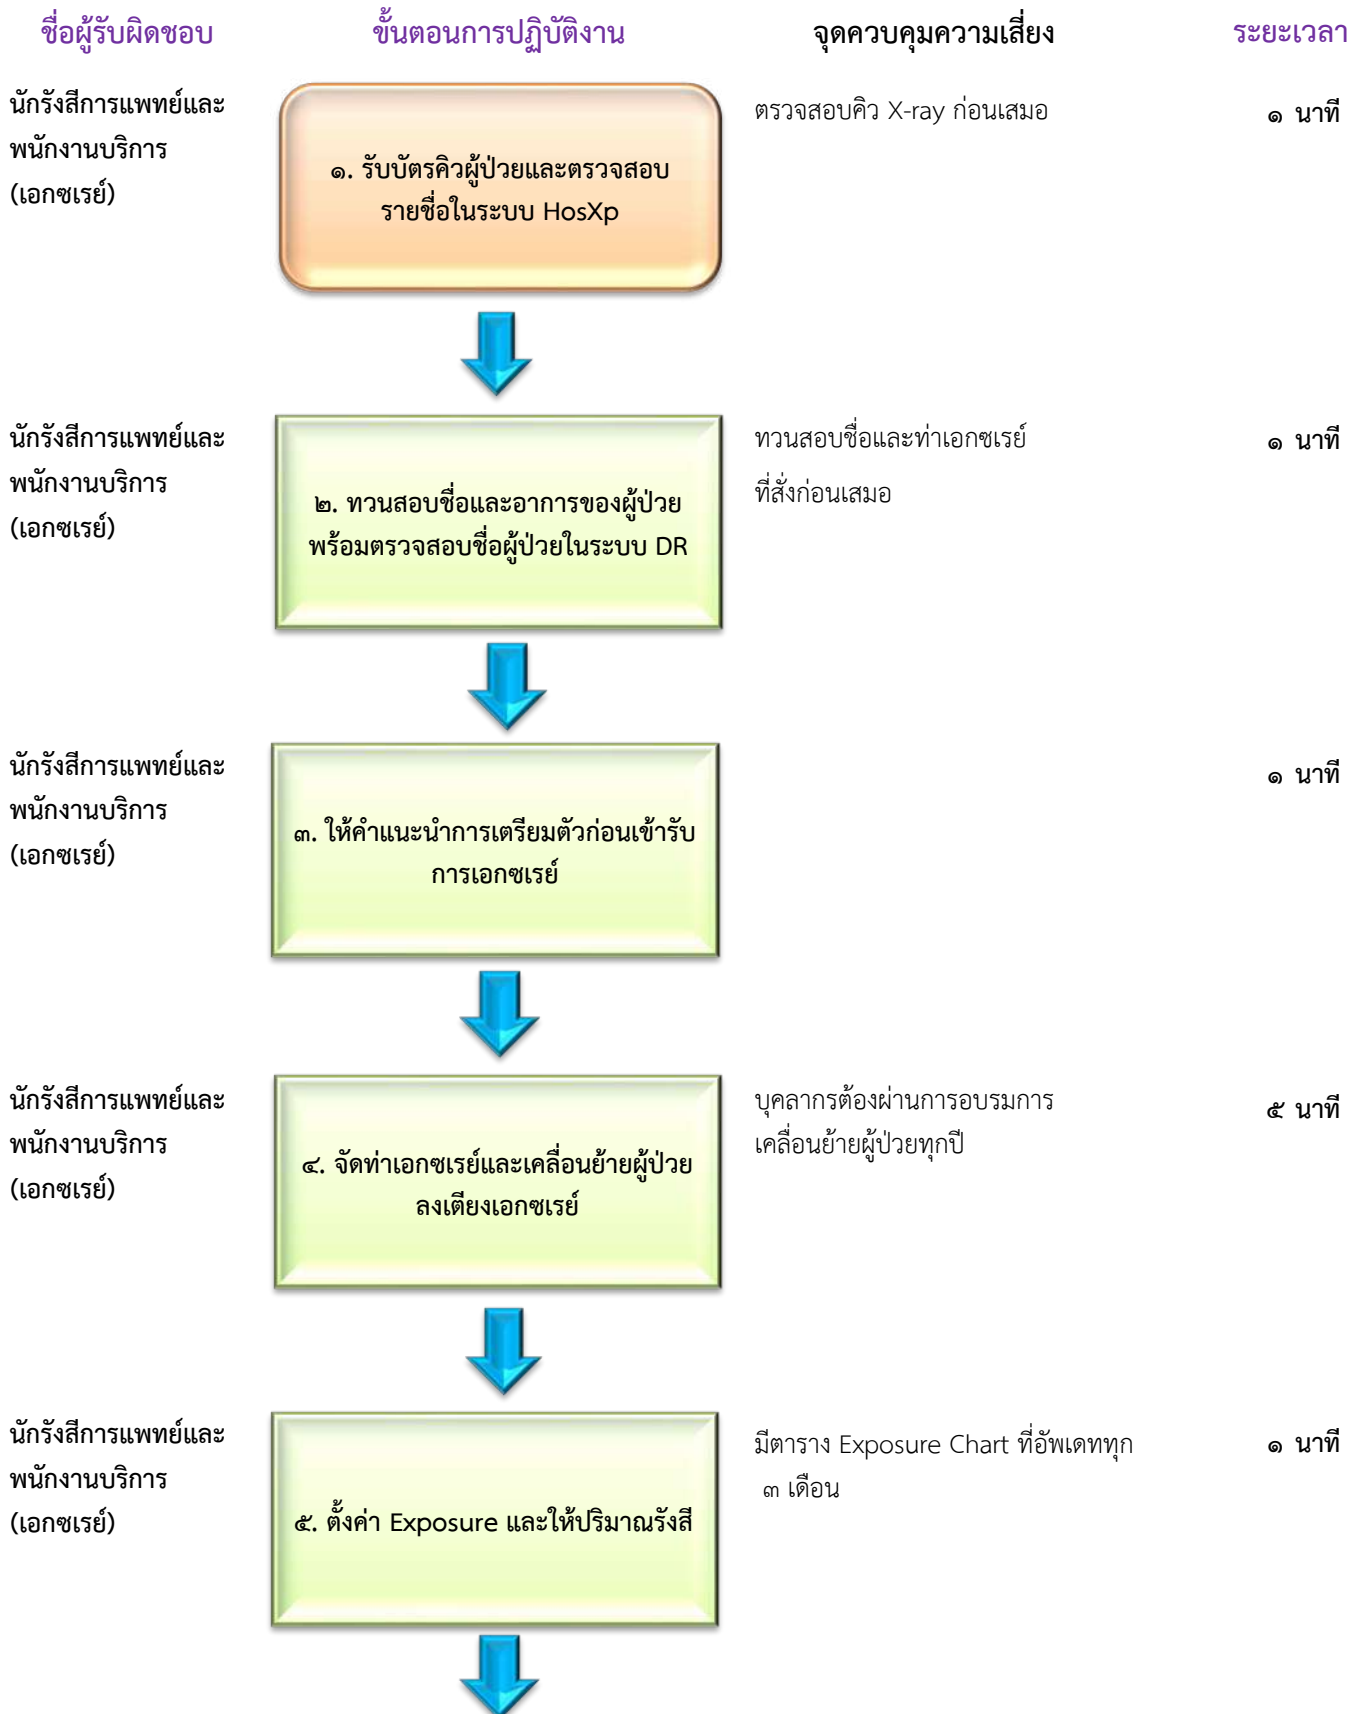 ชื่อผู้รับผิดชอบ ขั้นตอนการปฏิบัติงาน จุดควบคุมความเสี่ยง ระยะเวลา
นักรังสีการแพทย์และ
พนักงานบริการ
(เอกซเรย์)
๑. รับบัตรคิวผู้ป่วยและตรวจสอบ
รายชื่อในระบบ HosXp
ตรวจสอบคิว X-ray ก่อนเสมอ
๑ นาที
นักรังสีการแพทย์และ
พนักงานบริการ
(เอกซเรย์)
๒. ทวนสอบชื่อและอาการของผู้ป่วย
พร้อมตรวจสอบชื่อผู้ป่วยในระบบ DR
ทวนสอบชื่อและท่าเอกซเรย์
ที่สั่งก่อนเสมอ
๑ นาที
นักรังสีการแพทย์และ
พนักงานบริการ
(เอกซเรย์)
๓. ให้คำแนะนำการเตรียมตัวก่อนเข้ารับ
การเอกซเรย์
๑ นาที
นักรังสีการแพทย์และ
พนักงานบริการ
(เอกซเรย์)
๔. จัดท่าเอกซเรย์และเคลื่อนย้ายผู้ป่วย
ลงเตียงเอกซเรย์
บุคลากรต้องผ่านการอบรมการ
เคลื่อนย้ายผู้ป่วยทุกปี
๕ นาที
นักรังสีการแพทย์และ
พนักงานบริการ
(เอกซเรย์)
๕. ตั้งค่า Exposure และให้ปริมาณรังสี
มีตาราง Exposure Chart ที่อัพเดททุก
๓ เดือน
๑ นาที